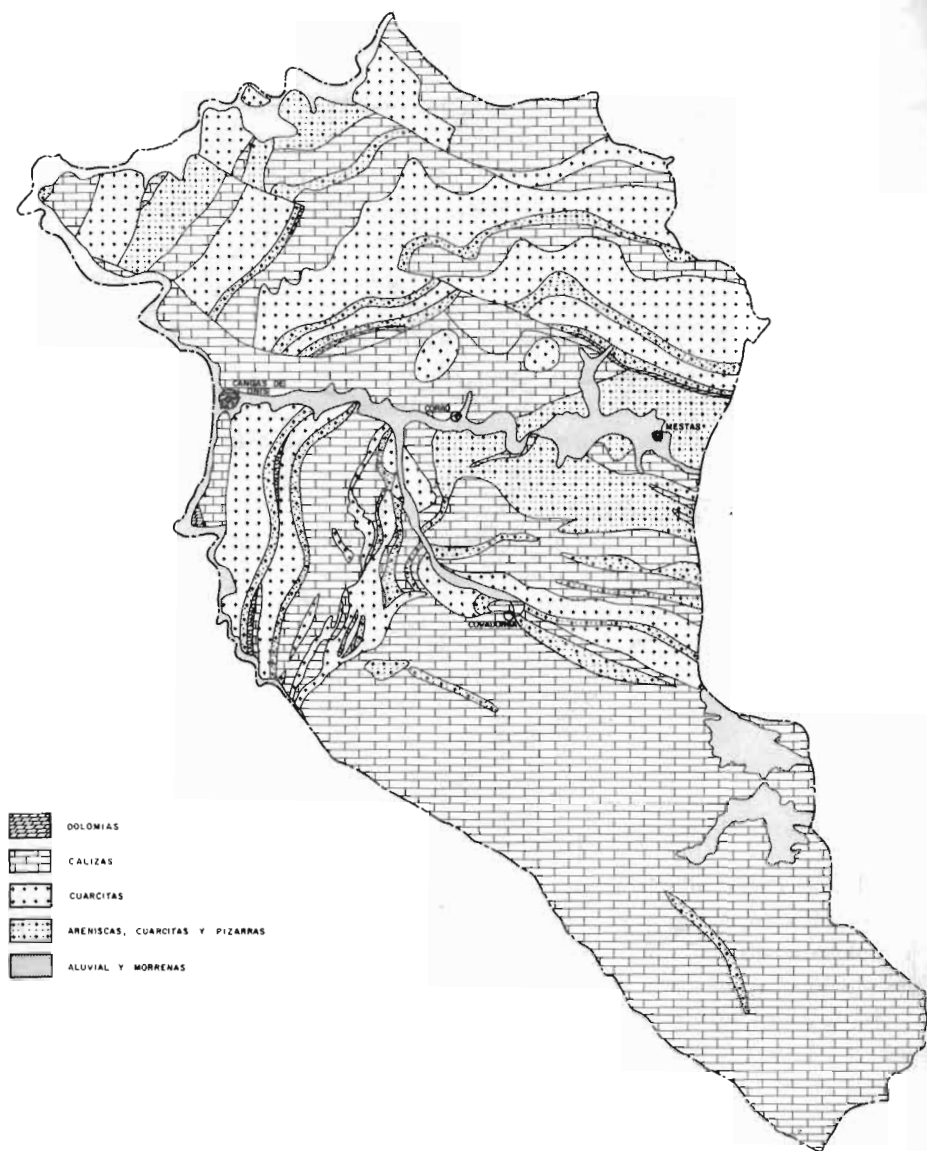 CANGAS DE
ONIS
CORAO
MESTAS
COVADONGA
DOLOMIAS
CALIZAS
CUARCITAS
ARENISCAS, CUARCITAS Y PIZARRAS
ALUVIAL Y MORRENAS